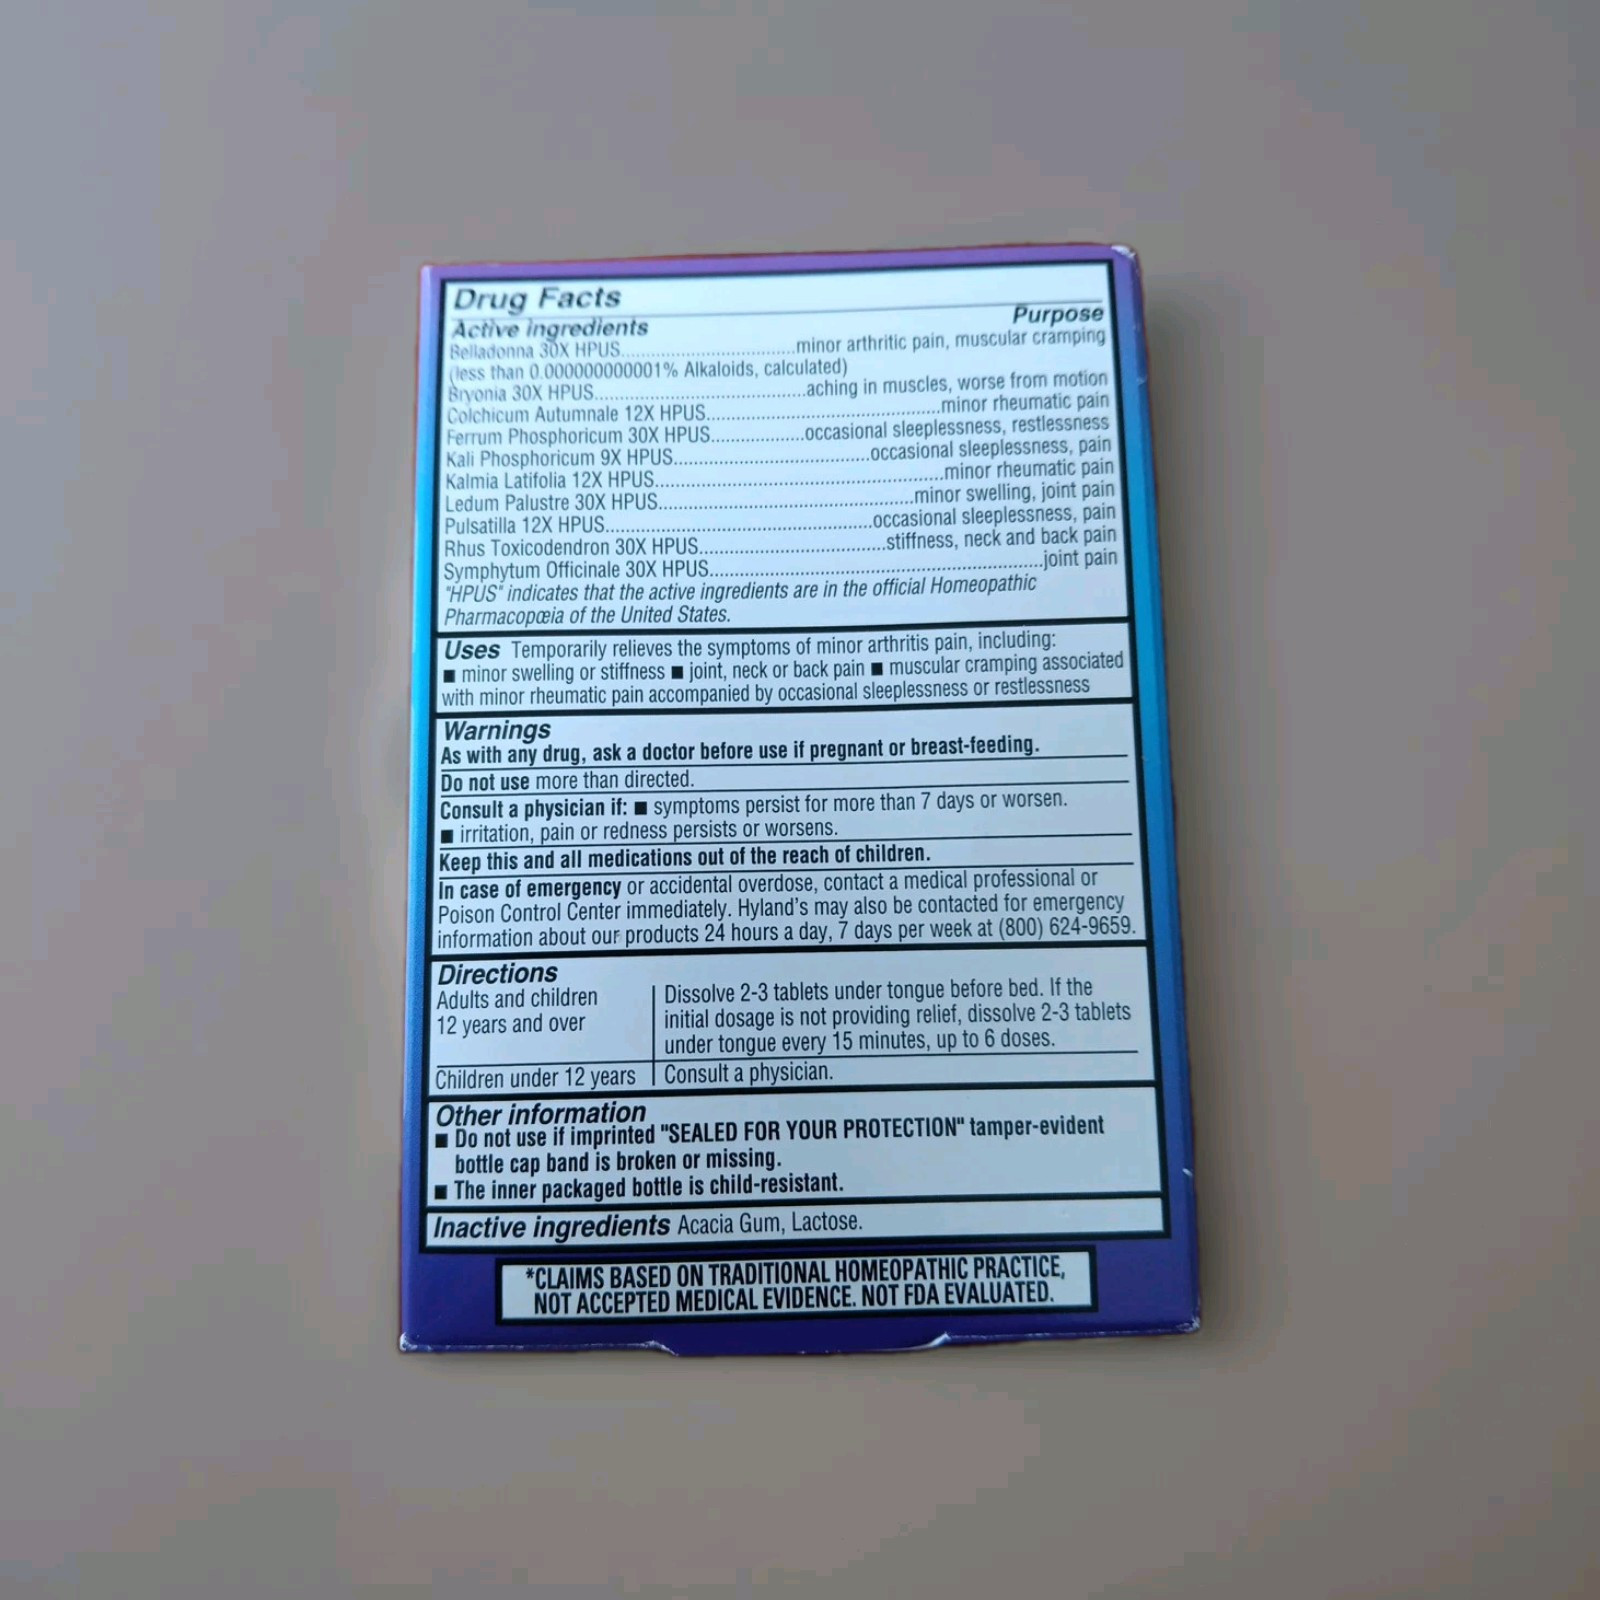 Drug Facts
Active ingredients Purpose
Belladonna 30X HPUS..............................minor arthritic pain, muscular cramping
(less than 0.000000000001% Alkaloids, calculated)
Bryonia 30X HPUS.....................................aching in muscles, worse from motion
Colchicum Autumnale 12X HPUS.........................................minor rheumatic pain
Ferrum Phosphoricum 30X HPUS.................occasional sleeplessness, restlessness
Kali Phosphoricum 9X HPUS..................................occasional sleeplessness, pain
Kalmia Latifolia 12X HPUS..................................................minor rheumatic pain
Ledum Palustre 30X HPUS............................................minor swelling, joint pain
Pulsatilla 12X HPUS..............................................occasional sleeplessness, pain
Rhus Toxicodendron 30X HPUS................................stiffness, neck and back pain
Symphytum Officinale 30X HPUS..........................................................joint pain
"HPUS" indicates that the active ingredients are in the official Homeopathic
Pharmacopœia of the United States.
Uses Temporarily relieves the symptoms of minor arthritis pain, including:
■ minor swelling or stiffness ■ joint, neck or back pain ■ muscular cramping associated
with minor rheumatic pain accompanied by occasional sleeplessness or restlessness
Warnings
As with any drug, ask a doctor before use if pregnant or breast-feeding.
Do not use more than directed.
Consult a physician if: ■ symptoms persist for more than 7 days or worsen.
■ irritation, pain or redness persists or worsens.
Keep this and all medications out of the reach of children.
In case of emergency or accidental overdose, contact a medical professional or
Poison Control Center immediately. Hyland's may also be contacted for emergency
information about our products 24 hours a day, 7 days per week at (800) 624-9659.
Directions
Adults and children
12 years and over
Dissolve 2-3 tablets under tongue before bed. If the
initial dosage is not providing relief, dissolve 2-3 tablets
under tongue every 15 minutes, up to 6 doses.
Children under 12 years Consult a physician.
Other information
■ Do not use if imprinted "SEALED FOR YOUR PROTECTION" tamper-evident
bottle cap band is broken or missing.
■ The inner packaged bottle is child-resistant.
Inactive ingredients Acacia Gum, Lactose.
*CLAIMS BASED ON TRADITIONAL HOMEOPATHIC PRACTICE,
NOT ACCEPTED MEDICAL EVIDENCE. NOT FDA EVALUATED.